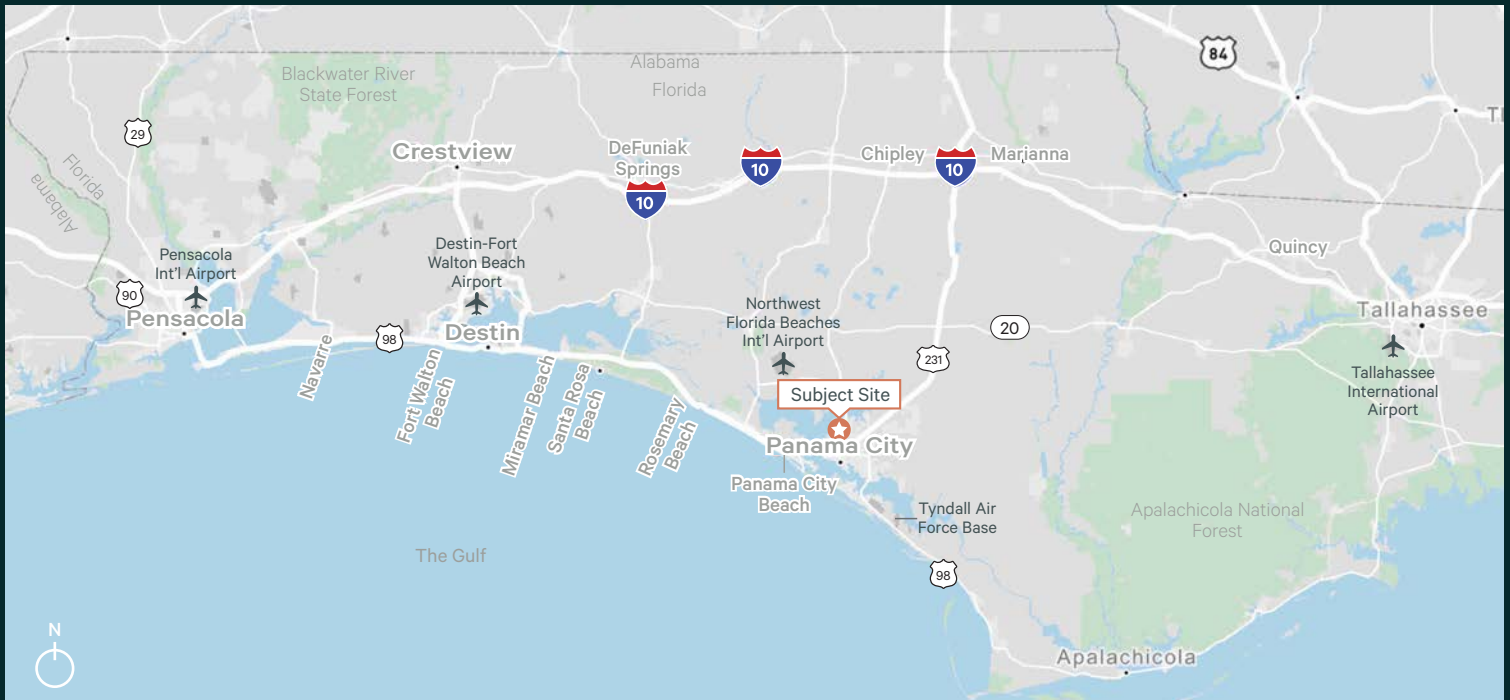 84
Blackwater River
State Forest
Alabama
Florida
29
Crestview
DeFuniak
Springs
10
Chipley
10
Marianna
10
Florida
Alabama
Pensacola
Int'l Airport
Destin-Fort
Walton Beach
Airport
Quincy
90
Pensacola
98
Destin
Northwest
Florida Beaches
Int'l Airport
20
Tallahassee
231
Navarre
Fort Walton
Beach
Miramar Beach
Santa Rosa
Beach
Rosemary
Beach
Subject Site
Tallahassee
International
Airport
Panama City
Panama City
Beach
Tyndall Air
Force Base
Apalachicola National
Forest
The Gulf
98
N
Apalachicola